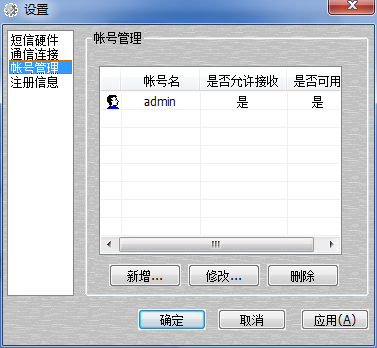 设置
短信硬件
通信连接
帐号管理
注册信息
帐号管理
帐号名 是否允许接收 是否可用
admin 是 是
新增... 修改... 删除
确定 取消 应用(A)